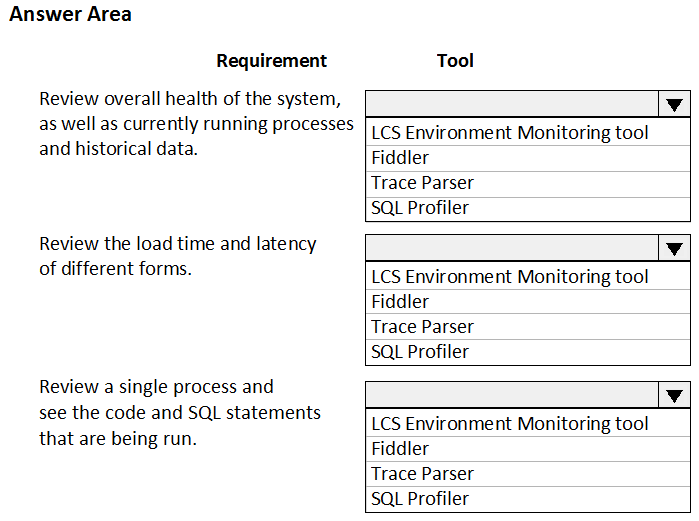 Answer Area
Requirement Tool
Review overall health of the system,
as well as currently running processes
and historical data.
LCS Environment Monitoring tool
Fiddler
Trace Parser
SQL Profiler
Review the load time and latency
of different forms.
LCS Environment Monitoring tool
Fiddler
Trace Parser
SQL Profiler
Review a single process and
see the code and SQL statements
that are being run.
LCS Environment Monitoring tool
Fiddler
Trace Parser
SQL Profiler